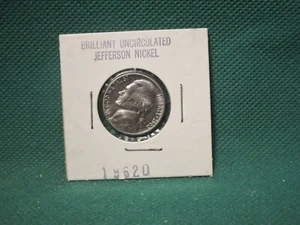 BRILLIANT UNCIRCULATED
JEFFERSON NICKEL
1962D